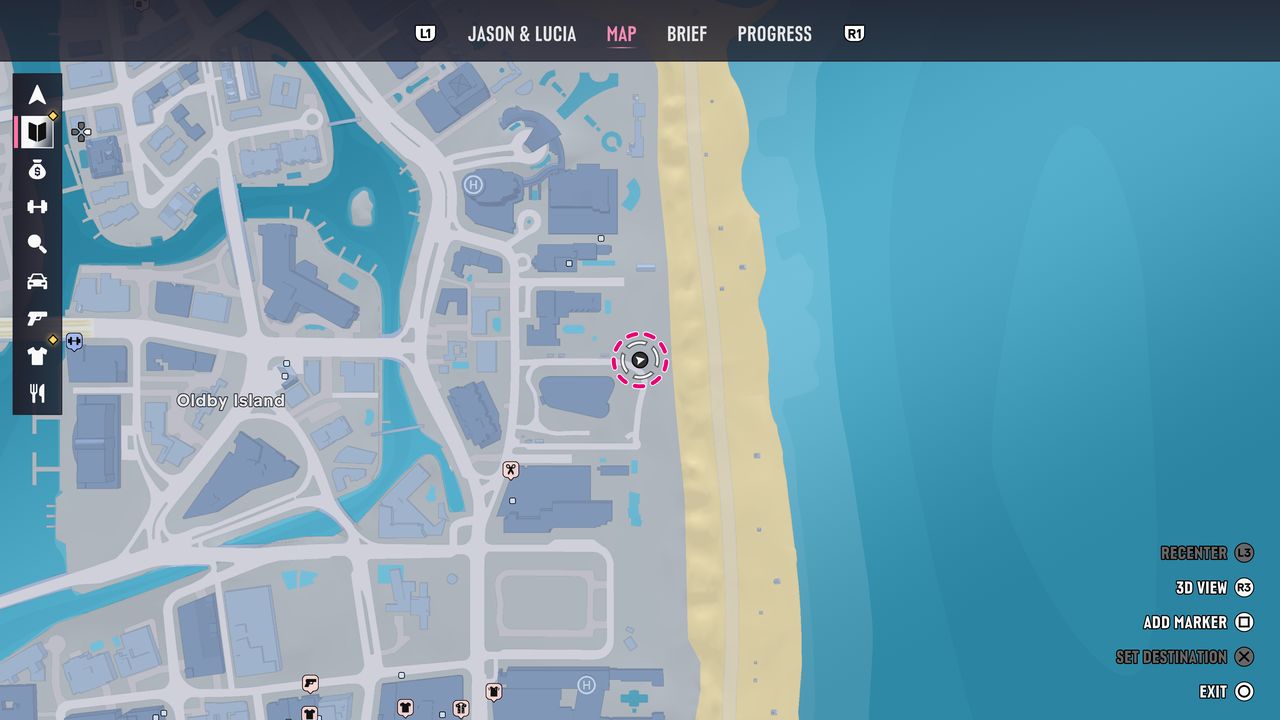 L1 JASON & LUCIA MAP BRIEF PROGRESS R1
$
H
Oldby Island
RECENTER L3
3D VIEW R3
ADD MARKER
SET DESTINATION
EXIT
H